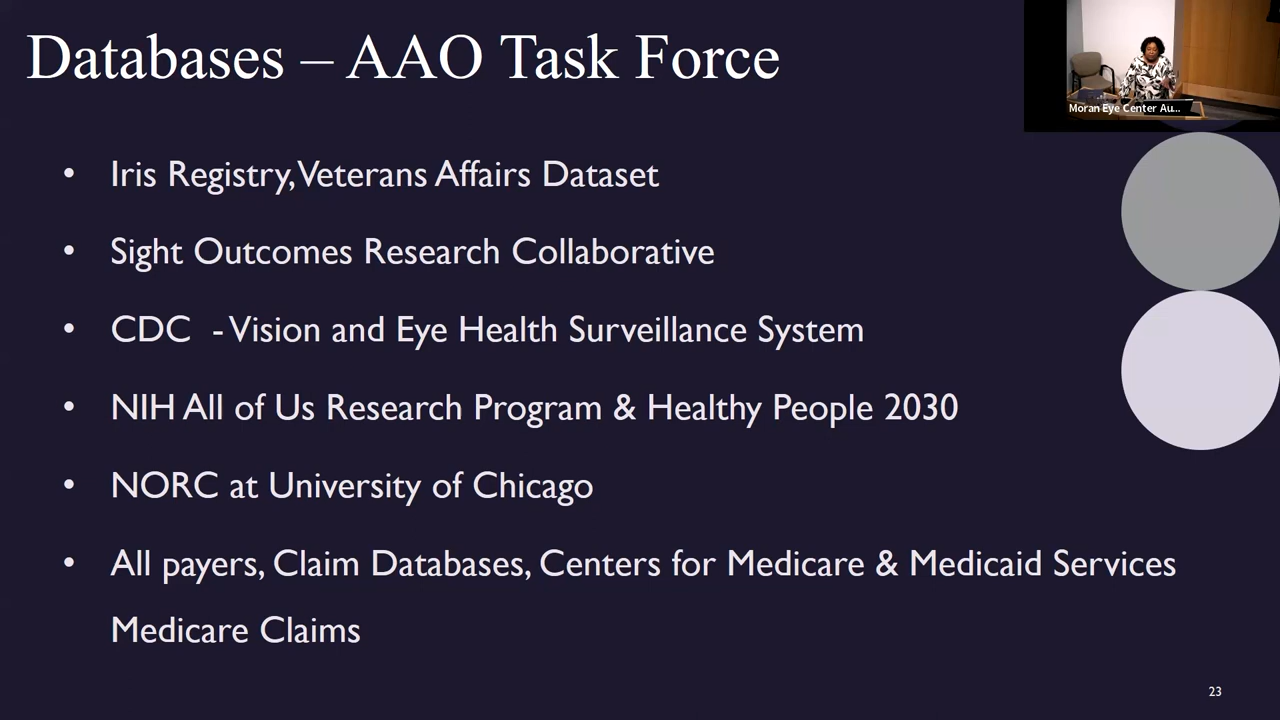 Databases – AAO Task Force
Moran Eye Center Au...
• Iris Registry,Veterans Affairs Dataset
• Sight Outcomes Research Collaborative
• CDC - Vision and Eye Health Surveillance System
• NIH All of Us Research Program & Healthy People 2030
• NORC at University of Chicago
• All payers, Claim Databases, Centers for Medicare & Medicaid Services
Medicare Claims
23